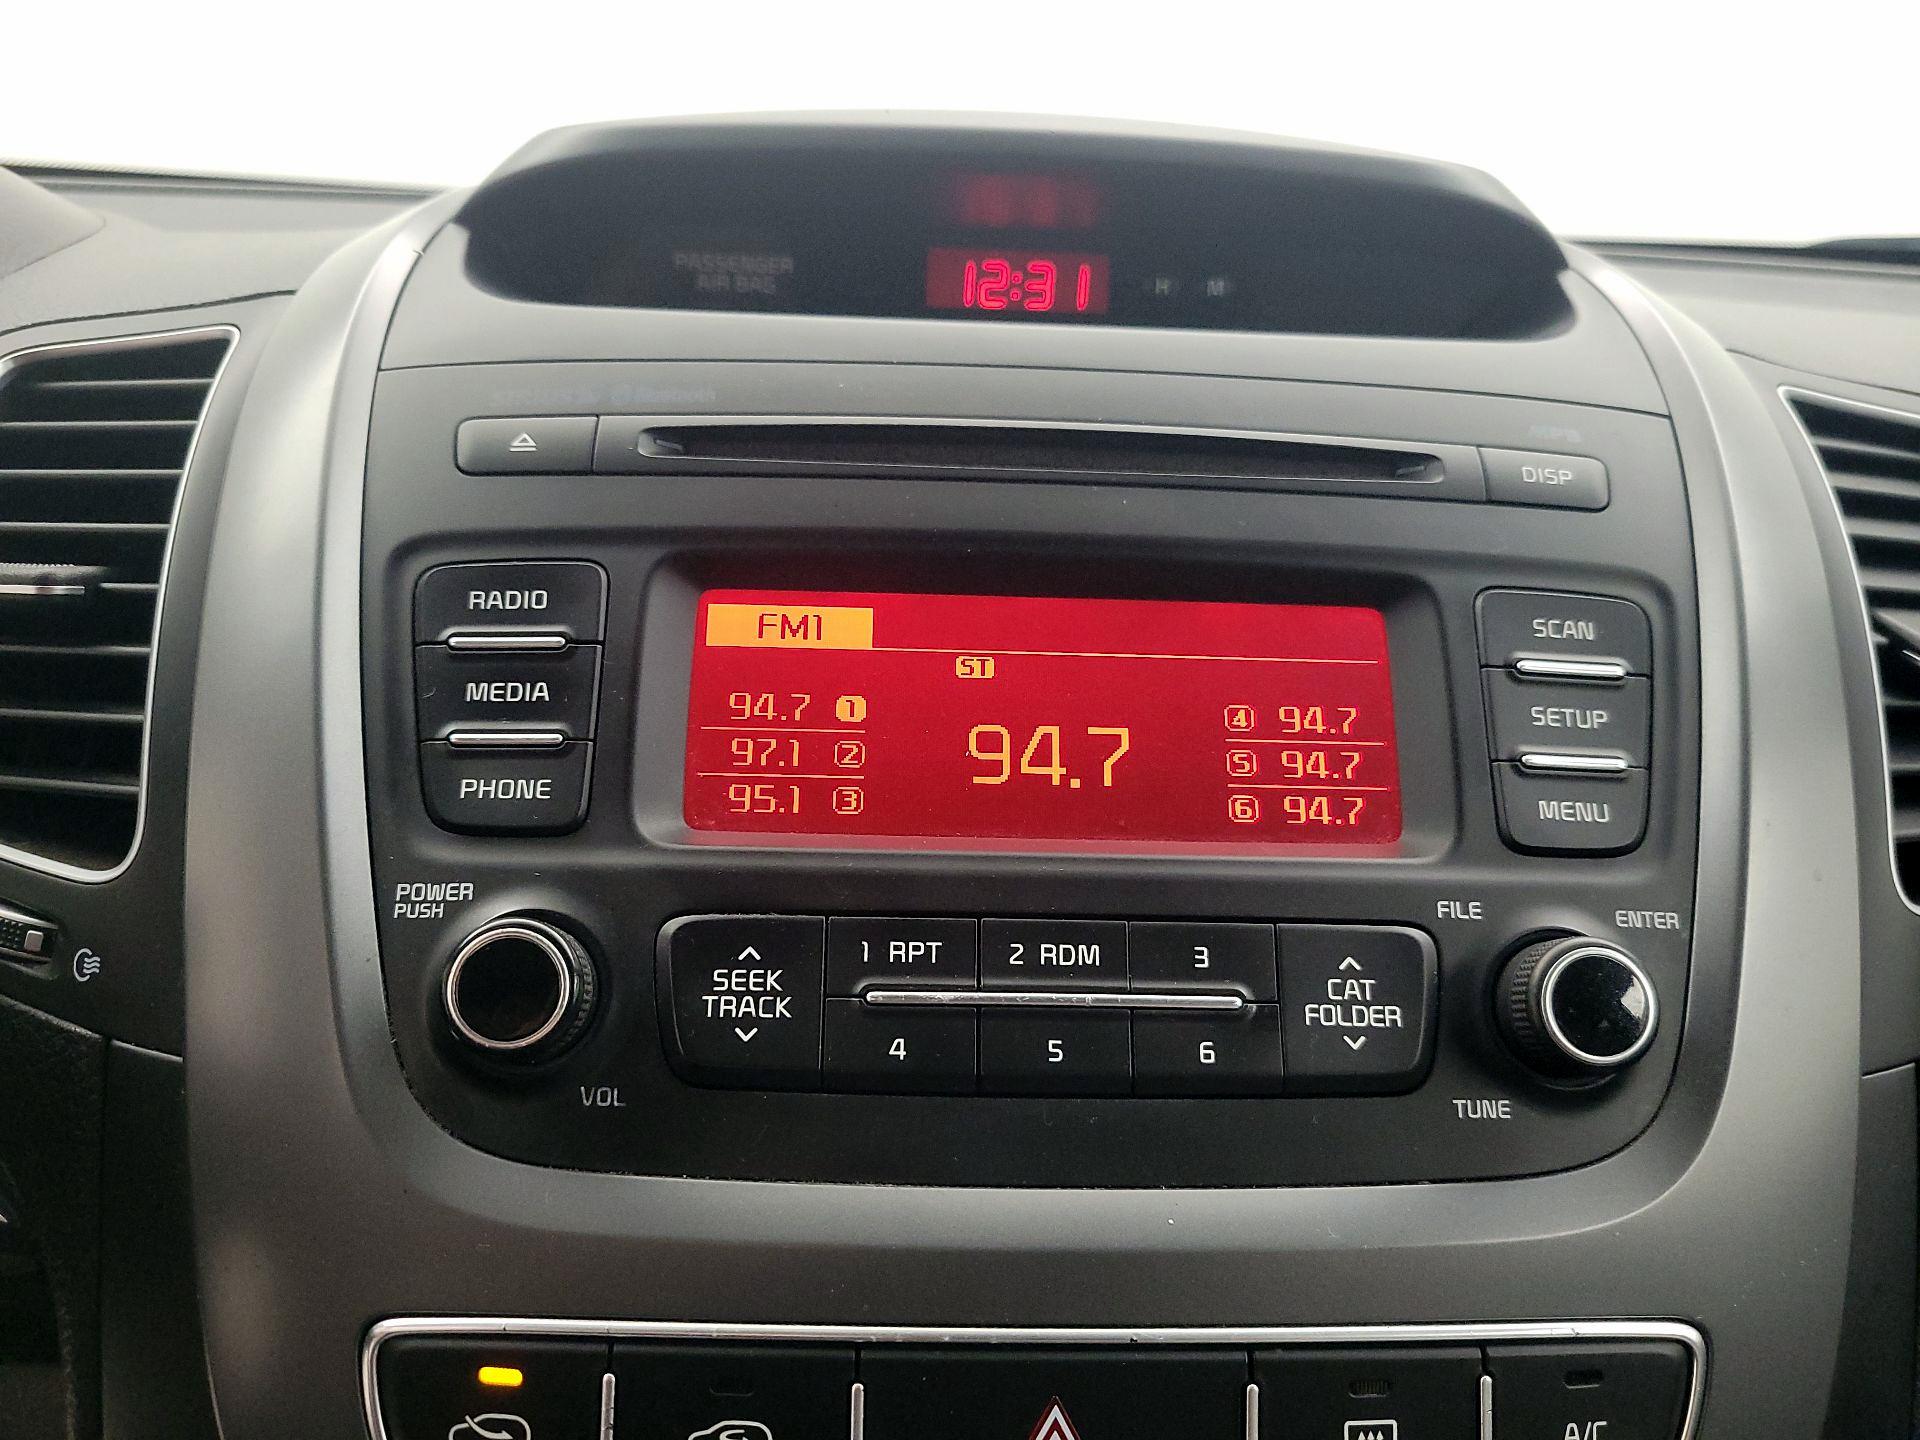 PASSENGER
AIR BAG
12:31
H M
DISP
RADIO
MEDIA
PHONE
FM1
ST
94.7 1
97.1 2
95.1 3
94.7
4 94.7
5 94.7
6 94.7
SCAN
SETUP
MENU
POWER
PUSH
VOL
SEEK
TRACK
1 RPT
2 RDM
3
4
5
6
CAT
FOLDER
FILE
ENTER
TUNE
A/C